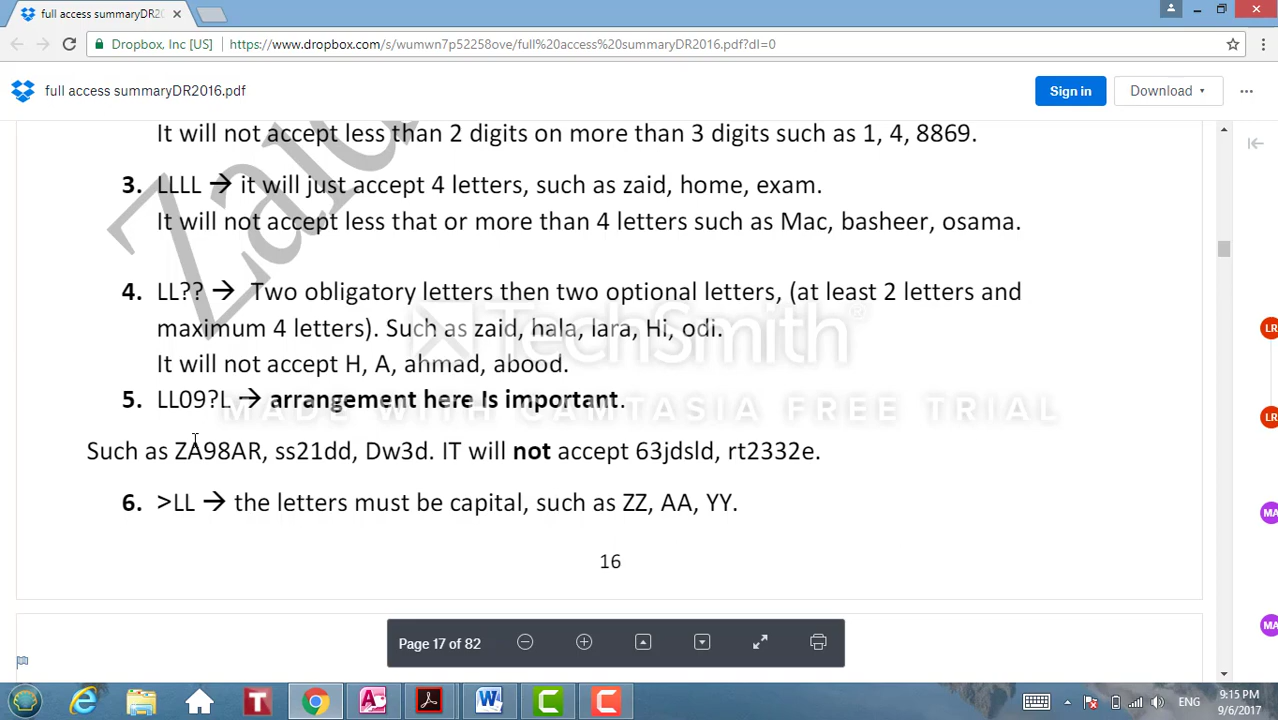 full access summaryDR20
Dropbox, Inc [US] https://www.dropbox.com/s/wumwn7p52258ove/full%20access%20summaryDR2016.pdf?dl=0
full access summaryDR2016.pdf
Sign in
Download
It will not accept less than 2 digits on more than 3 digits such as 1, 4, 8869.
3. LLLL → it will just accept 4 letters, such as zaid, home, exam.
It will not accept less that or more than 4 letters such as Mac, basheer, osama.
4. LL?? → Two obligatory letters then two optional letters, (at least 2 letters and
maximum 4 letters). Such as zaid, hala, lara, Hi, odi.
It will not accept H, A, ahmad, abood.
5. LL09?L → arrangement here Is important.
Such as ZA98AR, ss21dd, Dw3d. IT will not accept 63jdsld, rt2332e.
6. >LL → the letters must be capital, such as ZZ, AA, YY.
16
Zaid
TechSmith
MADE WITH CAMTASIA FREE TRIAL
LR
LR
MA
MA
Page 17 of 82
ENG
9:15 PM
9/6/2017